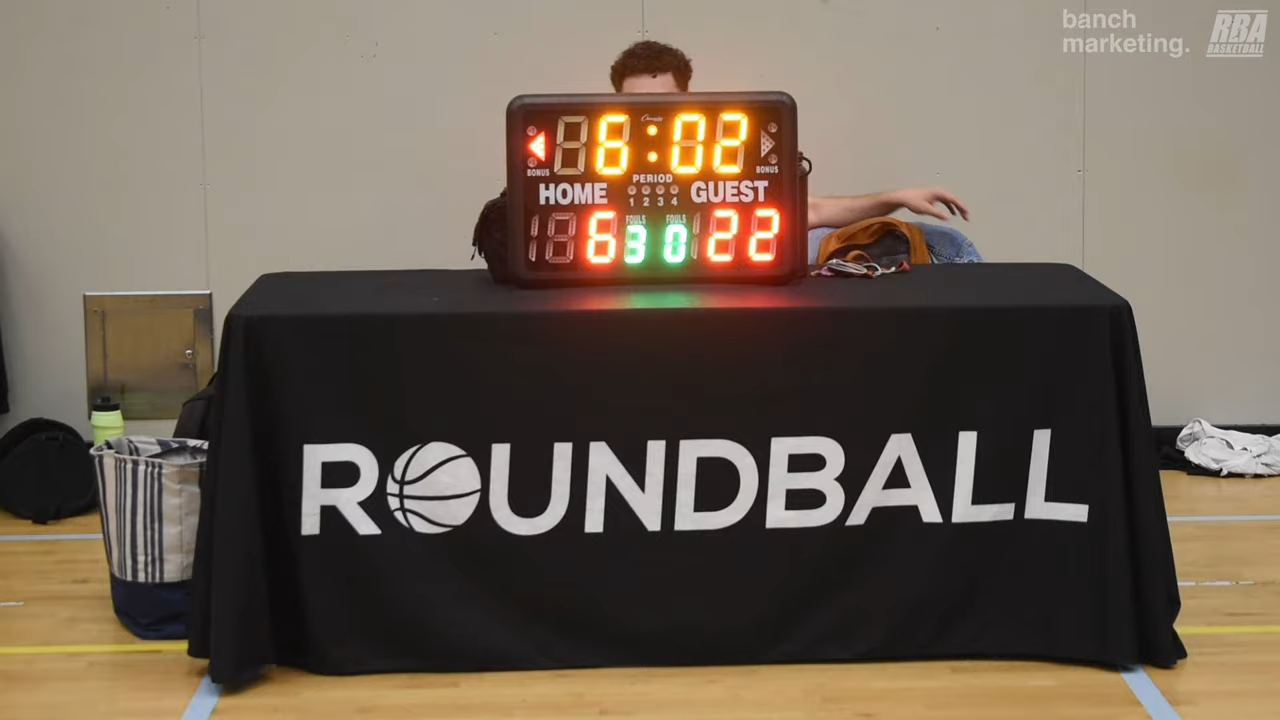 banch
marketing.
RBA
BASKETBALL
6:02
BONUS
BONUS
PERIOD
HOME
GUEST
1 2 3 4
FOULS
FOULS
6
3
0
22
ROUNDBALL